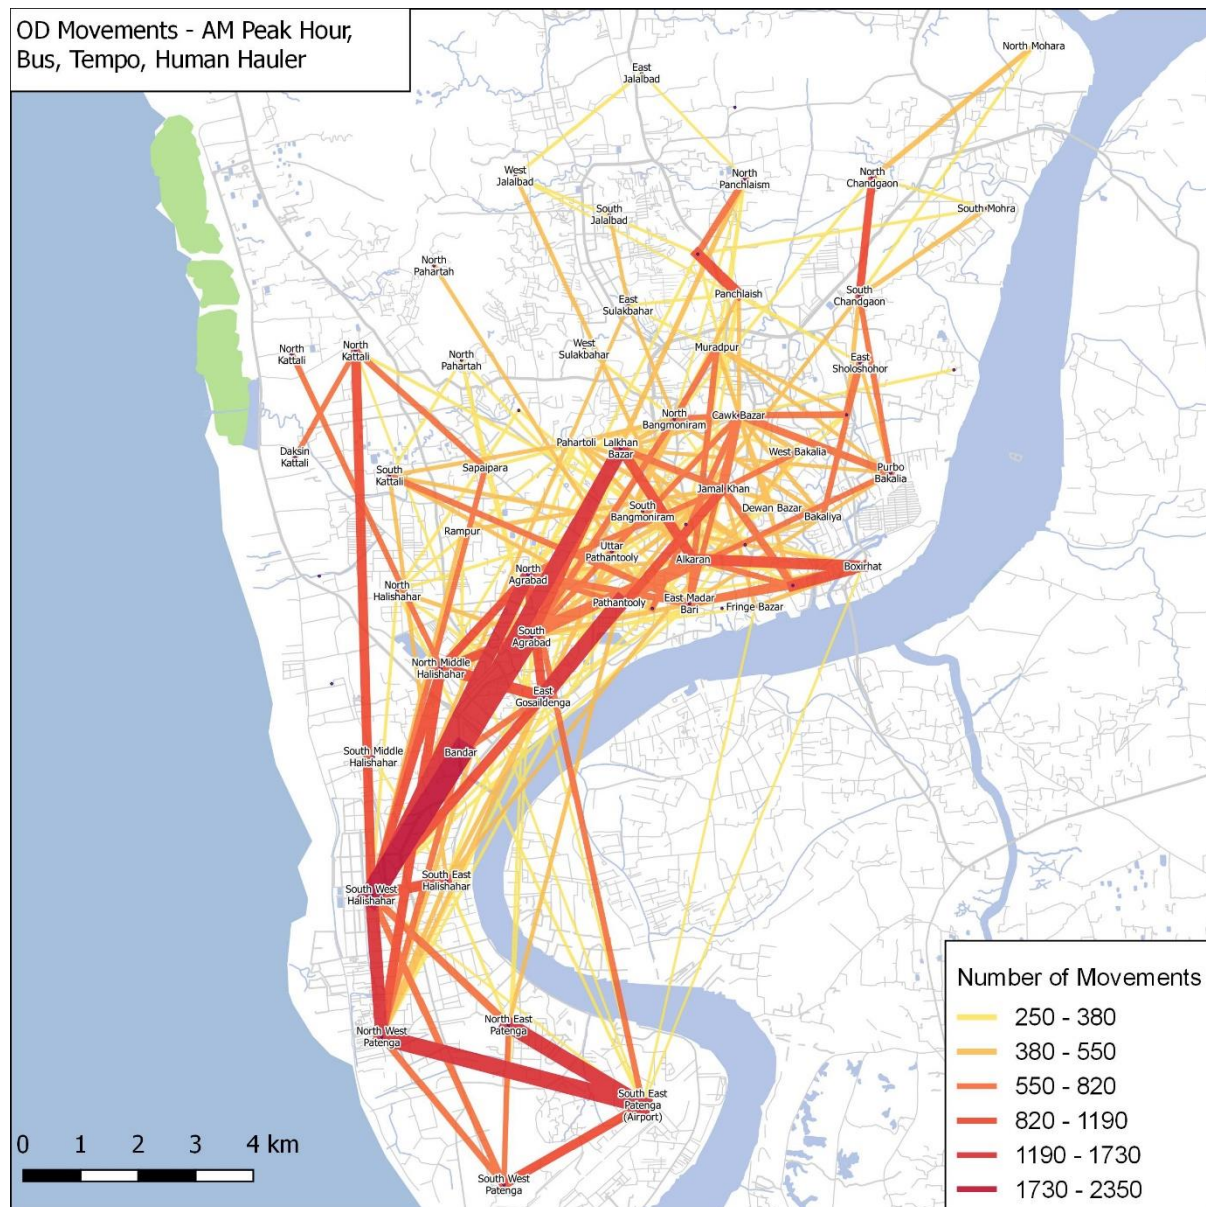 OD Movements - AM Peak Hour,
Bus, Tempo, Human Hauler
North Mohara
East
Jalalbad
West
Jalalbad
North
Panchlaism
North
Chandgaon
South
Jalalbad
South Mohra
North
Pahartah
Panchlaish
South
Chandgaon
East
Sulakbahar
North
Kattali
North
Kattali
North
Pahartah
West
Sulakbahar
Muradpur
East
Sholoshohor
North
Bangmoniram
Cawk Bazar
Pahartoli
Lalkhan
Bazar
West Bakalia
Daksin
Kattali
South
Kattali
Sapaipara
Purbo
Bakalia
Jamal Khan
South
Bangmoniram
Dewan Bazar
Bakaliya
Rampur
Uttar
Pathantooly
Alkaran
Boxirhat
North
Agrabad
North
Halishahar
Pathantooly
East Madar
Bari
Fringe Bazar
South
Agrabad
North Middle
Halishahar
East
Gosaildenga
South Middle
Halishahar
Bandar
South West
Halishahar
South East
Halishahar
North West
Patenga
North East
Patenga
South East
Patenga
(Airport)
South West
Patenga
0 1 2 3 4 km
Number of Movements
250 - 380
380 - 550
550 - 820
820 - 1190
1190 - 1730
1730 - 2350